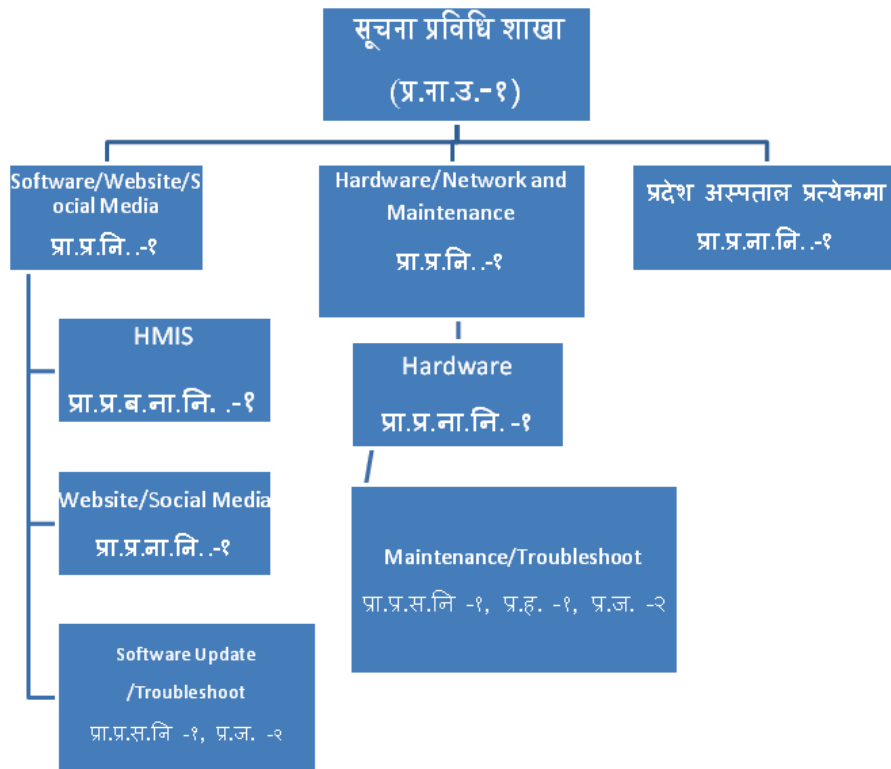 सूचना प्रविधि शाखा
(प्र.ना.उ.-१)
Software/Website/S
ocial Media
प्रा.प्र.नि..-१
Hardware/Network and
Maintenance
प्रा.प्र.नि..-१
प्रदेश अस्पताल प्रत्येकमा
प्रा.प्र.ना.नि..-१
HMIS
प्रा.प्र.ब.ना.नि. .-१
Website/Social Media
प्रा.प्र.ना.नि..-१
Software Update
/Troubleshoot
प्रा.प्र.स.नि -१, प्र.ज. -२
Hardware
प्रा.प्र.ना.नि. -१
Maintenance/Troubleshoot
प्रा.प्र.स.नि -१, प्र.ह. -१, प्र.ज. -२